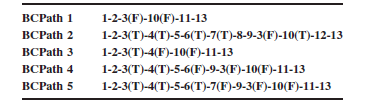 BCPath 1 1-2-3(F)-10(F)-11-13
BCPath 2 1-2-3(T)-4(T)-5-6(T)-7(T)-8-9-3(F)-10(T)-12-13
BCPath 3 1-2-3(T)-4(F)-10(F)-11-13
BCPath 4 1-2-3(T)-4(T)-5-6(F)-9-3(F)-10(F)-11-13
BCPath 5 1-2-3(T)-4(T)-5-6(T)-7(F)-9-3(F)-10(F)-11-13